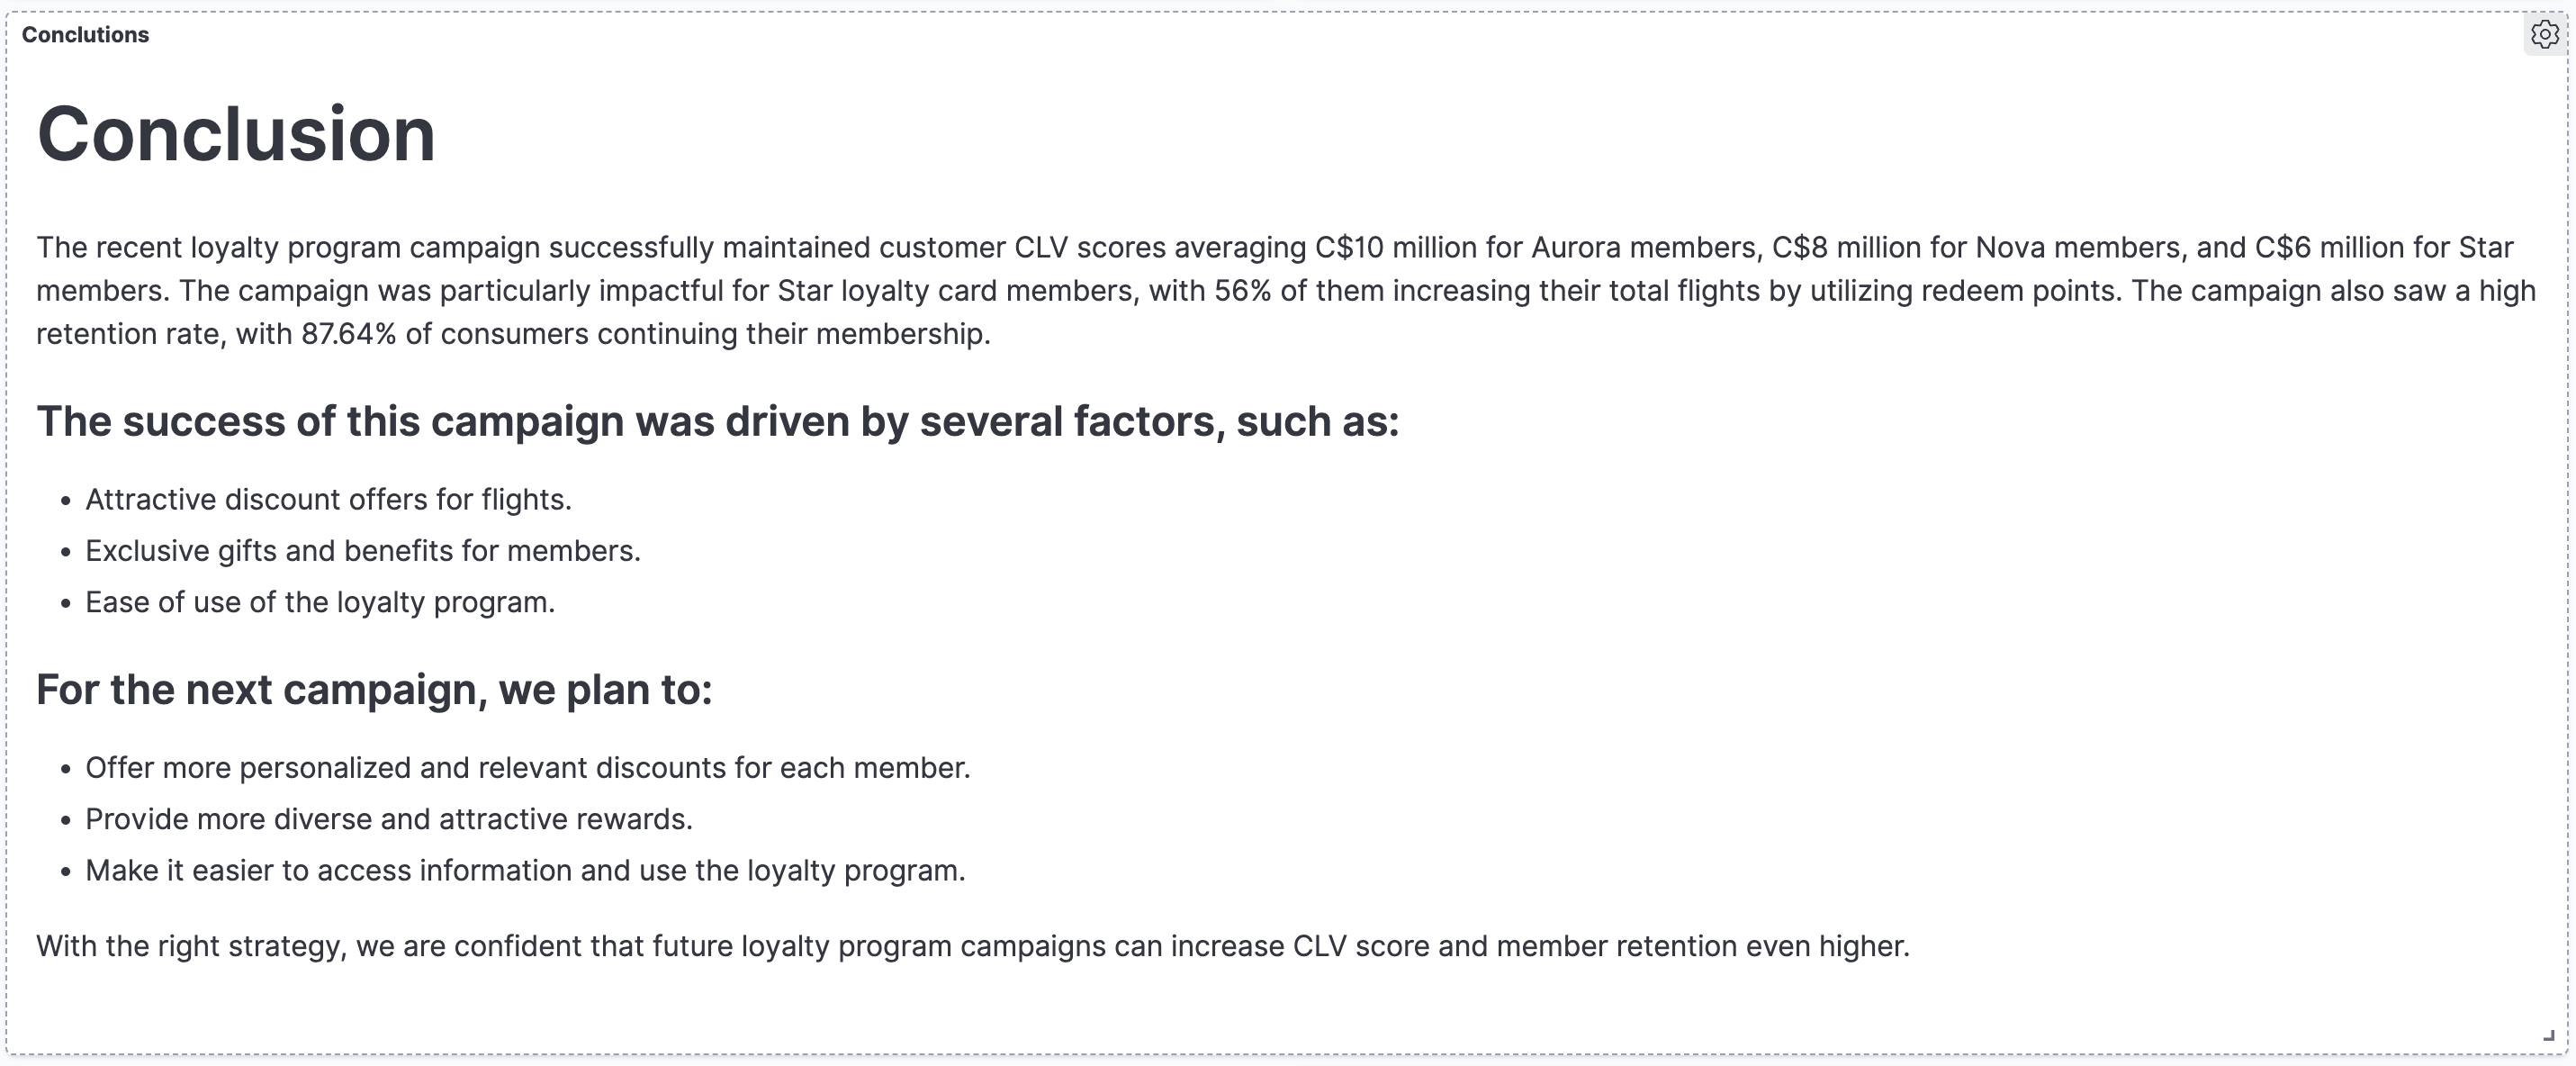 Conclutions
Conclusion
The recent loyalty program campaign successfully maintained customer CLV scores averaging C$10 million for Aurora members, C$8 million for Nova members, and C$6 million for Star
members. The campaign was particularly impactful for Star loyalty card members, with 56% of them increasing their total flights by utilizing redeem points. The campaign also saw a high
retention rate, with 87.64% of consumers continuing their membership.
The success of this campaign was driven by several factors, such as:
• Attractive discount offers for flights.
• Exclusive gifts and benefits for members.
• Ease of use of the loyalty program.
For the next campaign, we plan to:
• Offer more personalized and relevant discounts for each member.
• Provide more diverse and attractive rewards.
• Make it easier to access information and use the loyalty program.
With the right strategy, we are confident that future loyalty program campaigns can increase CLV score and member retention even higher.